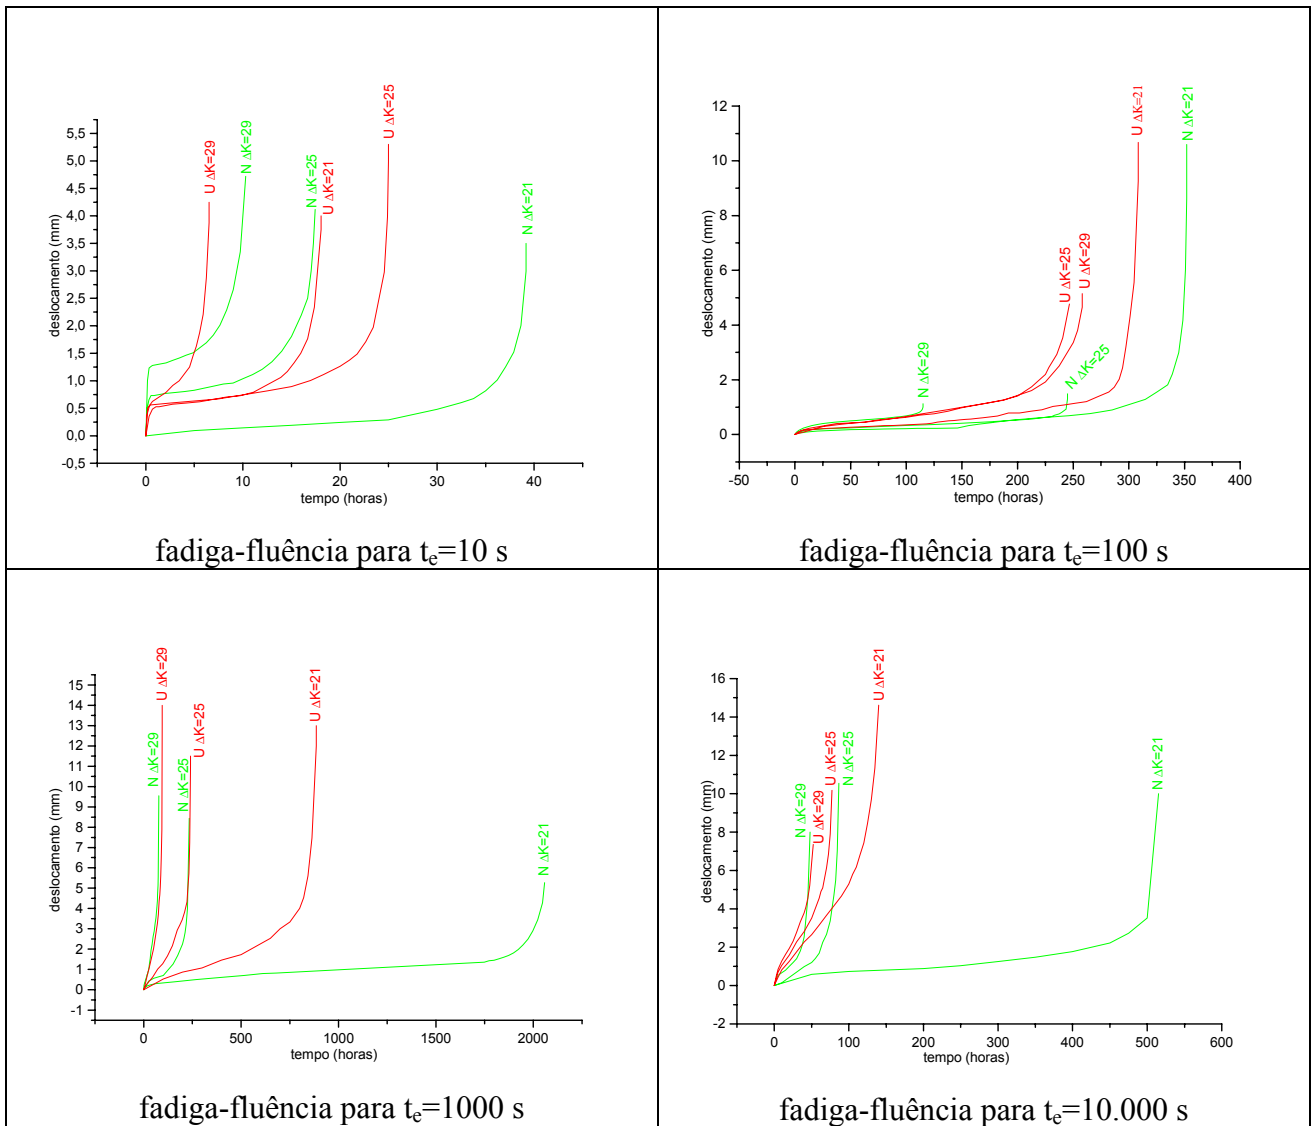 U ΔK=29
N ΔK=29
N ΔK=25
U ΔK=21
U ΔK=25
N ΔK=21
5,5
5,0
4,5
4,0
3,5
3,0
2,5
2,0
1,5
1,0
0,5
0,0
-0,5
deslocamento (mm)
0 10 20 30 40
tempo (horas)
fadiga-fluência para te=10 s
N ΔK=29
U ΔK=25
U ΔK=29
N ΔK=25
U ΔK=21
N ΔK=21
12
10
8
6
4
2
0
deslocamento (mm)
-50 0 50 100 150 200 250 300 350 400
tempo (horas)
fadiga-fluência para te=100 s
N ΔK=29
U ΔK=29
N ΔK=25
U ΔK=25
U ΔK=21
N ΔK=21
15
14
13
12
11
10
9
8
7
6
5
4
3
2
1
0
-1
deslocamento (mm)
0 500 1000 1500 2000
tempo (horas)
fadiga-fluência para te=1000 s
N ΔK=29
U ΔK=29
U ΔK=25
N ΔK=25
U ΔK=21
N ΔK=21
16
14
12
10
8
6
4
2
0
-2
deslocamento (mm)
0 100 200 300 400 500 600
tempo (horas)
fadiga-fluência para te=10.000 s